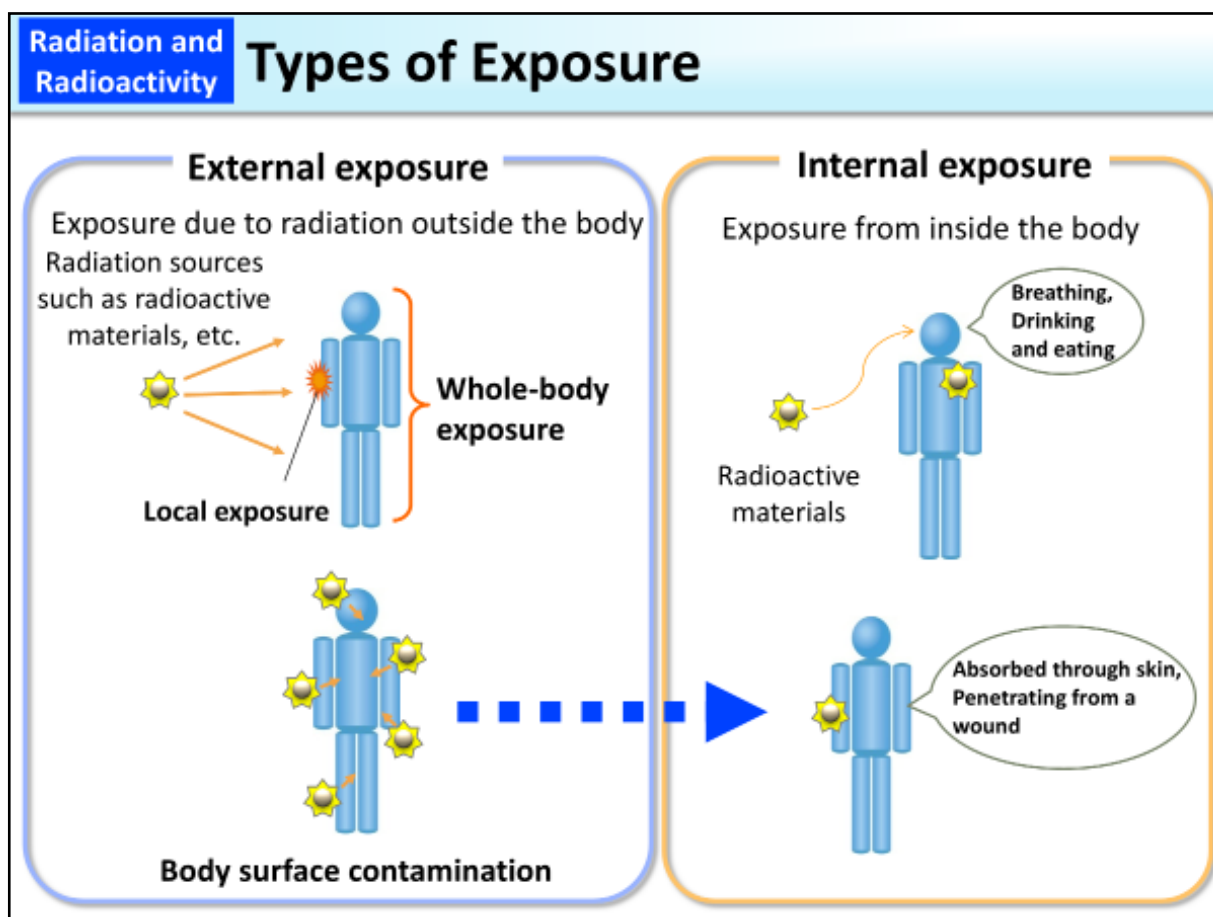 Radiation and
Radioactivity
Types of Exposure
External exposure
Exposure due to radiation outside the body
Radiation sources
such as radioactive
materials, etc.
Whole-body
exposure
Local exposure
Body surface contamination
Internal exposure
Exposure from inside the body
Breathing,
Drinking
and eating
Radioactive
materials
Absorbed through skin,
Penetrating from a
wound